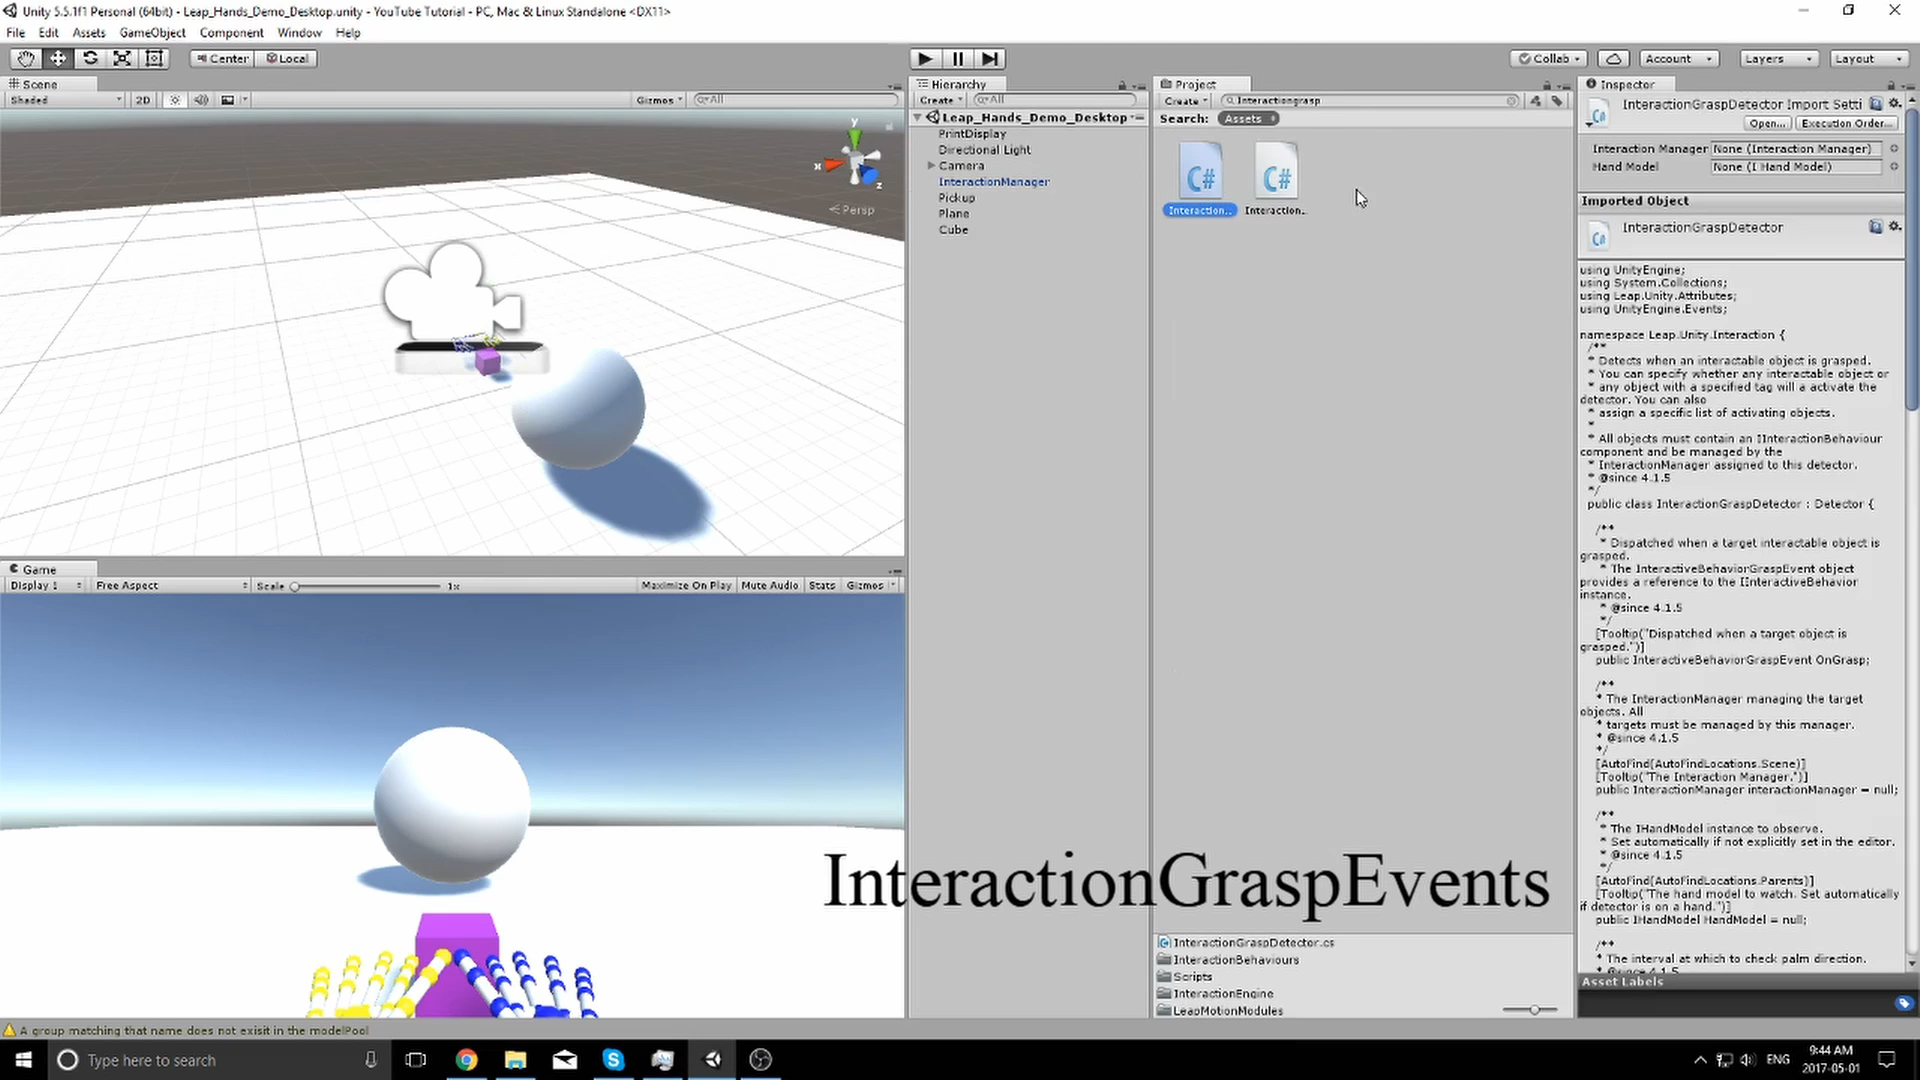 Unity 5.5.1f1 Personal (64bit) - Leap_Hands_Demo_Desktop.unity - YouTube Tutorial - PC, Mac & Linux Standalone <DX11>
File Edit Assets GameObject Component Window Help
Center Local
Collab Account Layers Layout
Scene
Shaded 2D Gizmos All
y
x
z
Persp
Hierarchy
Create All
Leap_Hands_Demo_Desktop
PrintDisplay
Directional Light
Camera
InteractionManager
Pickup
Plane
Cube
Project
Create Interactiongrasp
Search: Assets
C# C#
Interaction... Interaction...
Inspector
C#
InteractionGraspDetector Import Setti
Open... Execution Order...
Interaction Manager None (Interaction Manager)
Hand Model None (I Hand Model)
Imported Object
C#
InteractionGraspDetector
using UnityEngine;
using System.Collections;
using Leap.Unity.Attributes;
using UnityEngine.Events;
namespace Leap.Unity.Interaction {
/**
* Detects when an interactable object is grasped.
* You can specify whether any interactable object or
* any object with a specified tag will a activate the
detector. You can also
* assign a specific list of activating objects.
*
* All objects must contain an IInteractionBehaviour
component and be managed by the
* InteractionManager assigned to this detector.
* @since 4.1.5
*/
public class InteractionGraspDetector : Detector {
/**
* Dispatched when a target interactable object is
grasped.
* The InteractiveBehaviorGraspEvent object
provides a reference to the IInteractiveBehavior
instance.
* @since 4.1.5
*/
[Tooltip("Dispatched when a target object is
grasped.")]
public InteractiveBehaviorGraspEvent OnGrasp;
/**
* The InteractionManager managing the target
objects. All
* targets must be managed by this manager.
* @since 4.1.5
*/
[AutoFind(AutoFindLocations.Scene)]
[Tooltip("The Interaction Manager.")]
public InteractionManager interactionManager = null;
/**
* The IHandModel instance to observe.
* Set automatically if not explicitly set in the editor.
* @since 4.1.5
*/
[AutoFind(AutoFindLocations.Parents)]
[Tooltip("The hand model to watch. Set automatically
if detector is on a hand.")]
public IHandModel HandModel = null;
/**
* The interval at which to check palm direction.
* @since 4.1.5
Asset Labels
Game
Display 1 Free Aspect Scale 1x Maximize On Play Mute Audio Stats Gizmos
InteractionGraspEvents
InteractionGraspDetector.cs
InteractionBehaviours
Scripts
InteractionEngine
LeapMotionModules
A group matching that name does not exisit in the modelPool
Type here to search
ENG
9:44 AM
2017-05-01